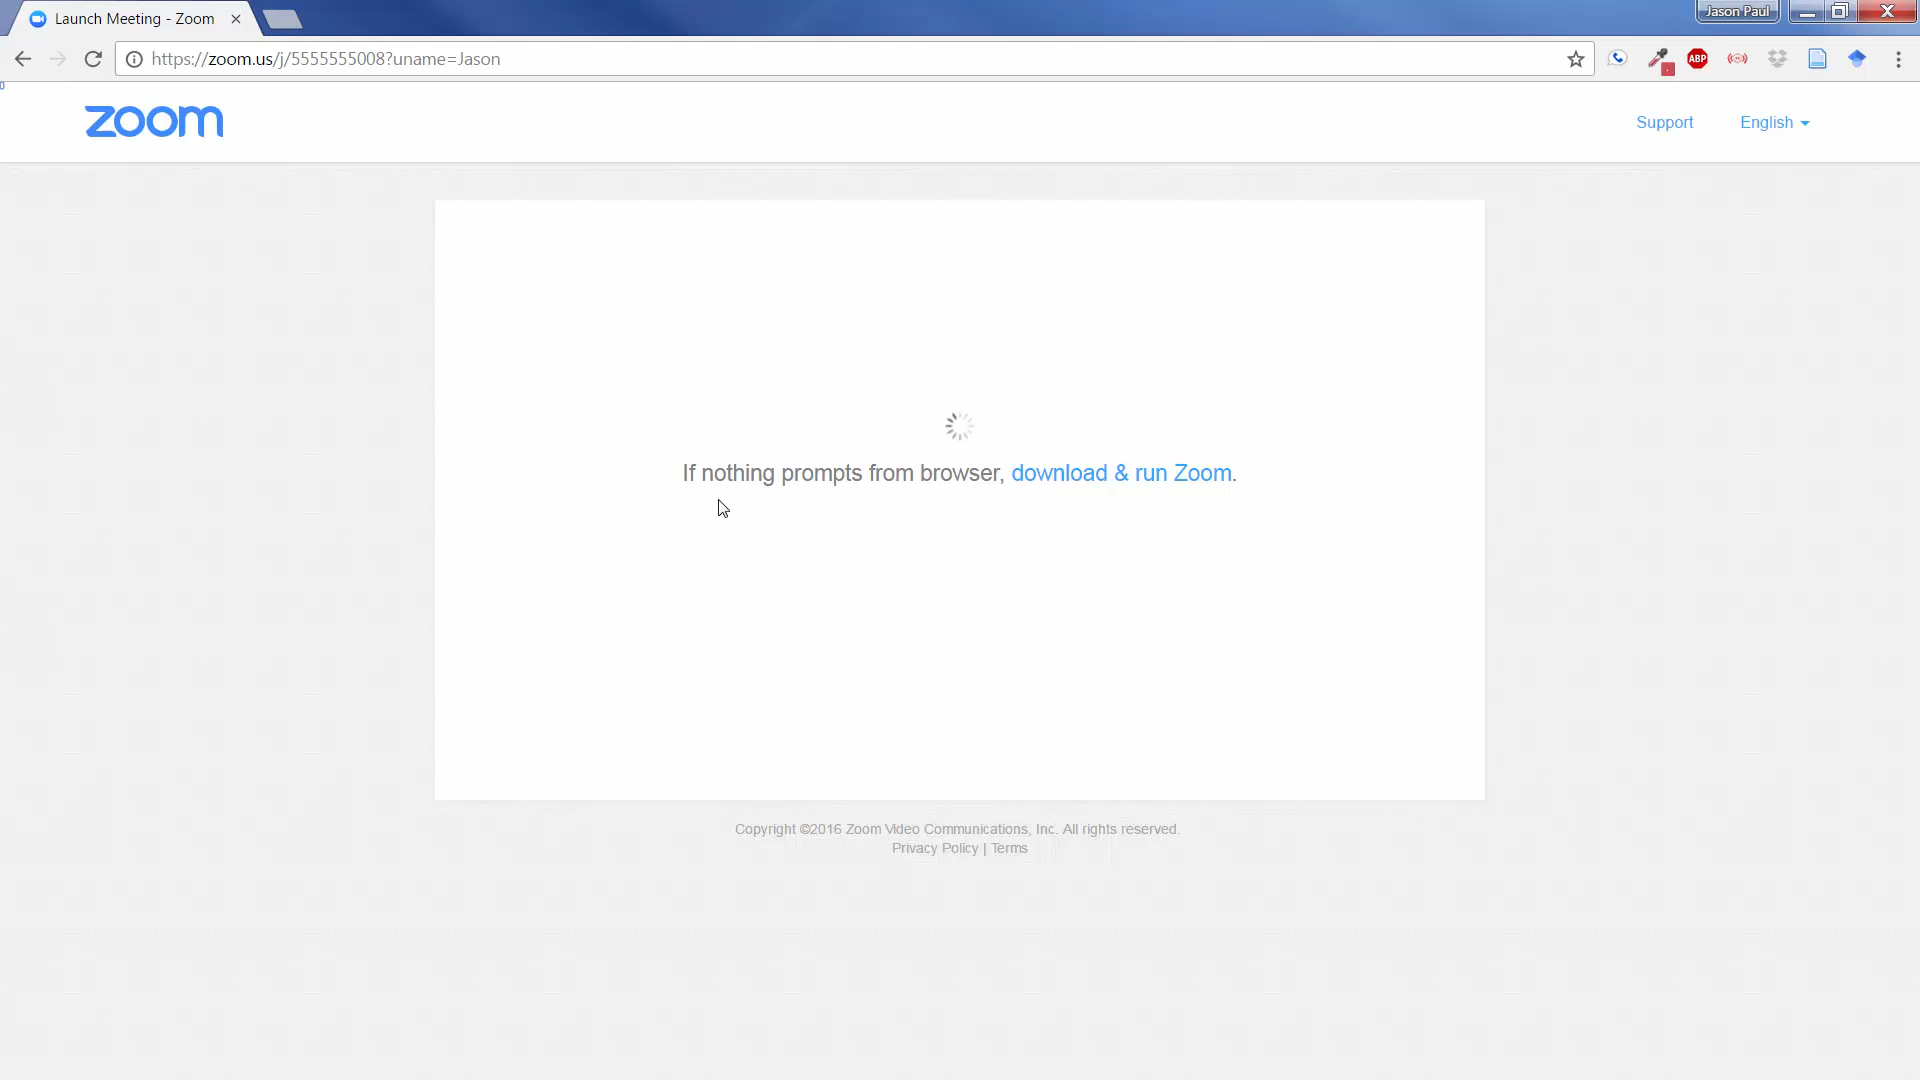 Launch Meeting - Zoom
Jason Paul
https://zoom.us/j/5555555008?uname=Jason
ABP
zoom
Support
English
If nothing prompts from browser, download & run Zoom.
Copyright ©2016 Zoom Video Communications, Inc. All rights reserved.
Privacy Policy | Terms